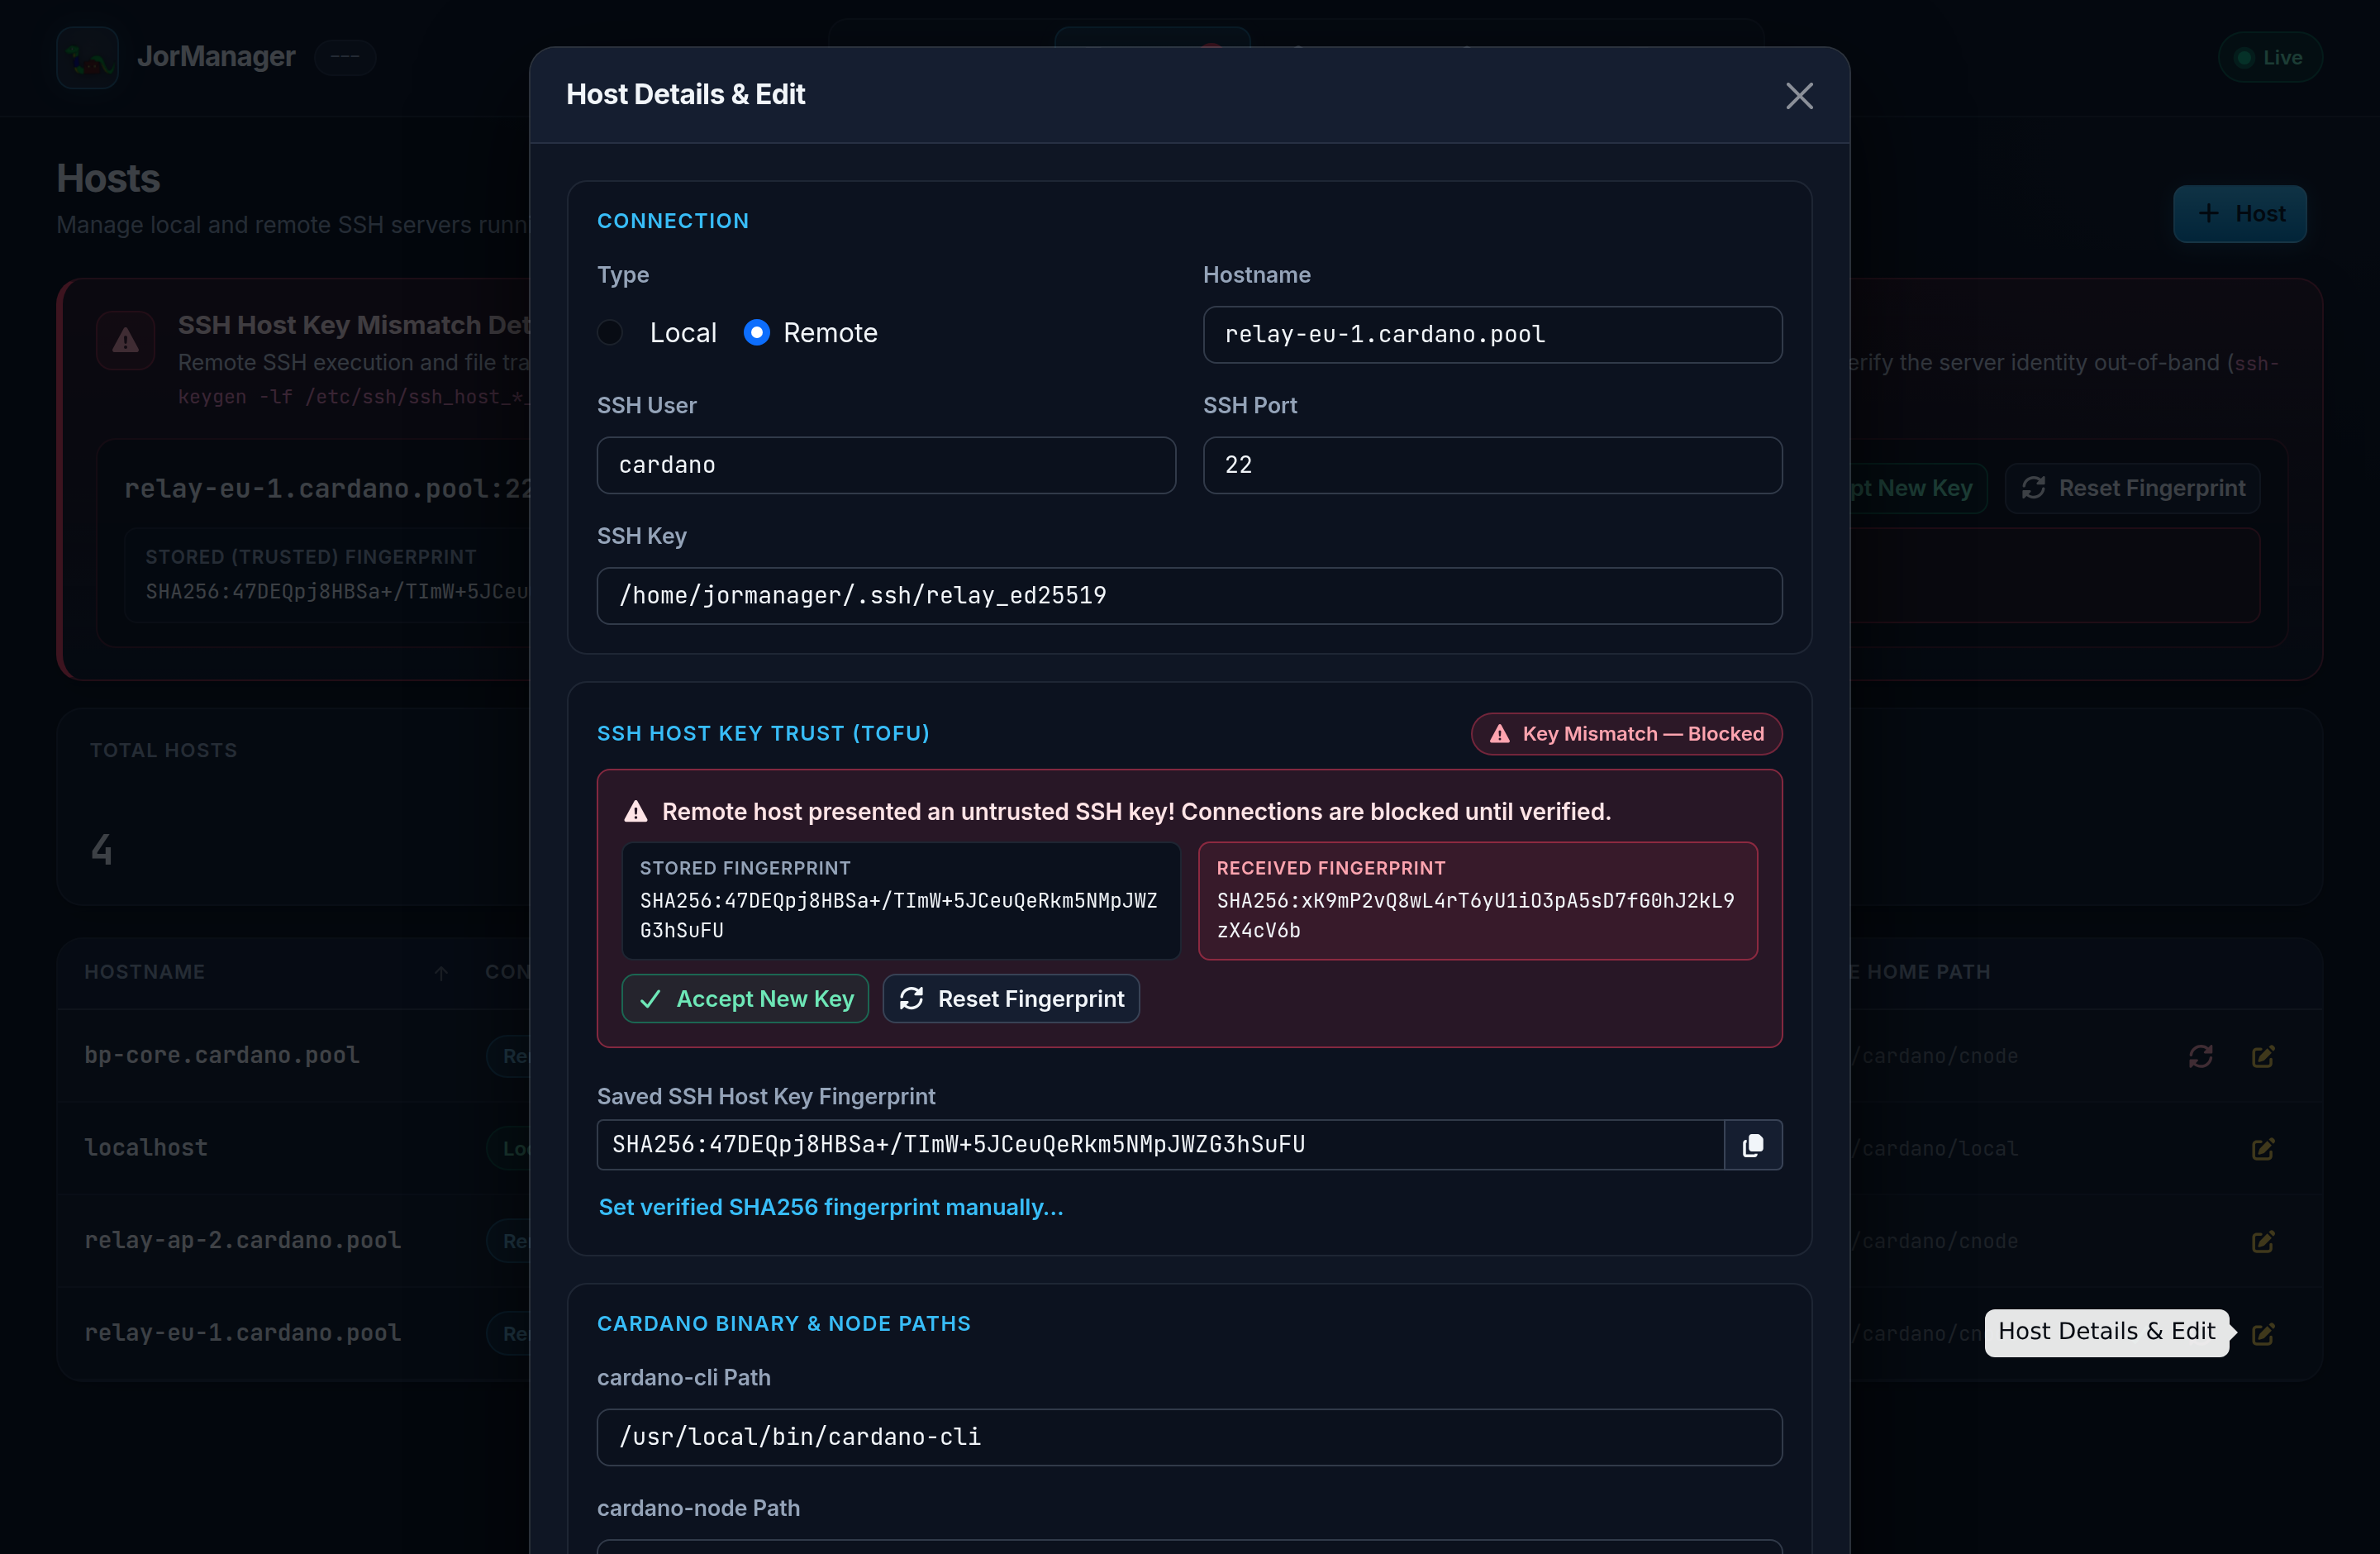 JorManager
---
Live
Hosts
Manage local and remote SSH servers runn
Host
SSH Host Key Mismatch Det
Remote SSH execution and file tra
erify the server identity out-of-band (ssh-
keygen -lf /etc/ssh/ssh_host_*_
relay-eu-1.cardano.pool:22
pt New Key
Reset Fingerprint
STORED (TRUSTED) FINGERPRINT
SHA256:47DEQpj8HBSa+/TImW+5JCeu
TOTAL HOSTS
4
HOSTNAME
CON
E HOME PATH
bp-core.cardano.pool
Re
/cardano/cnode
localhost
Loc
/cardano/local
relay-ap-2.cardano.pool
Re
/cardano/cnode
relay-eu-1.cardano.pool
Re
/cardano/cn
Host Details & Edit
Host Details & Edit
CONNECTION
Type
Hostname
Local
Remote
relay-eu-1.cardano.pool
SSH User
SSH Port
cardano
22
SSH Key
/home/jormanager/.ssh/relay_ed25519
SSH HOST KEY TRUST (TOFU)
Key Mismatch — Blocked
Remote host presented an untrusted SSH key! Connections are blocked until verified.
STORED FINGERPRINT
SHA256:47DEQpj8HBSa+/TImW+5JCeuQeRkm5NMpJWZ
G3hSuFU
RECEIVED FINGERPRINT
SHA256:xK9mP2vQ8wL4rT6yU1iO3pA5sD7fG0hJ2kL9
zX4cV6b
Accept New Key
Reset Fingerprint
Saved SSH Host Key Fingerprint
SHA256:47DEQpj8HBSa+/TImW+5JCeuQeRkm5NMpJWZG3hSuFU
Set verified SHA256 fingerprint manually...
CARDANO BINARY & NODE PATHS
cardano-cli Path
/usr/local/bin/cardano-cli
cardano-node Path